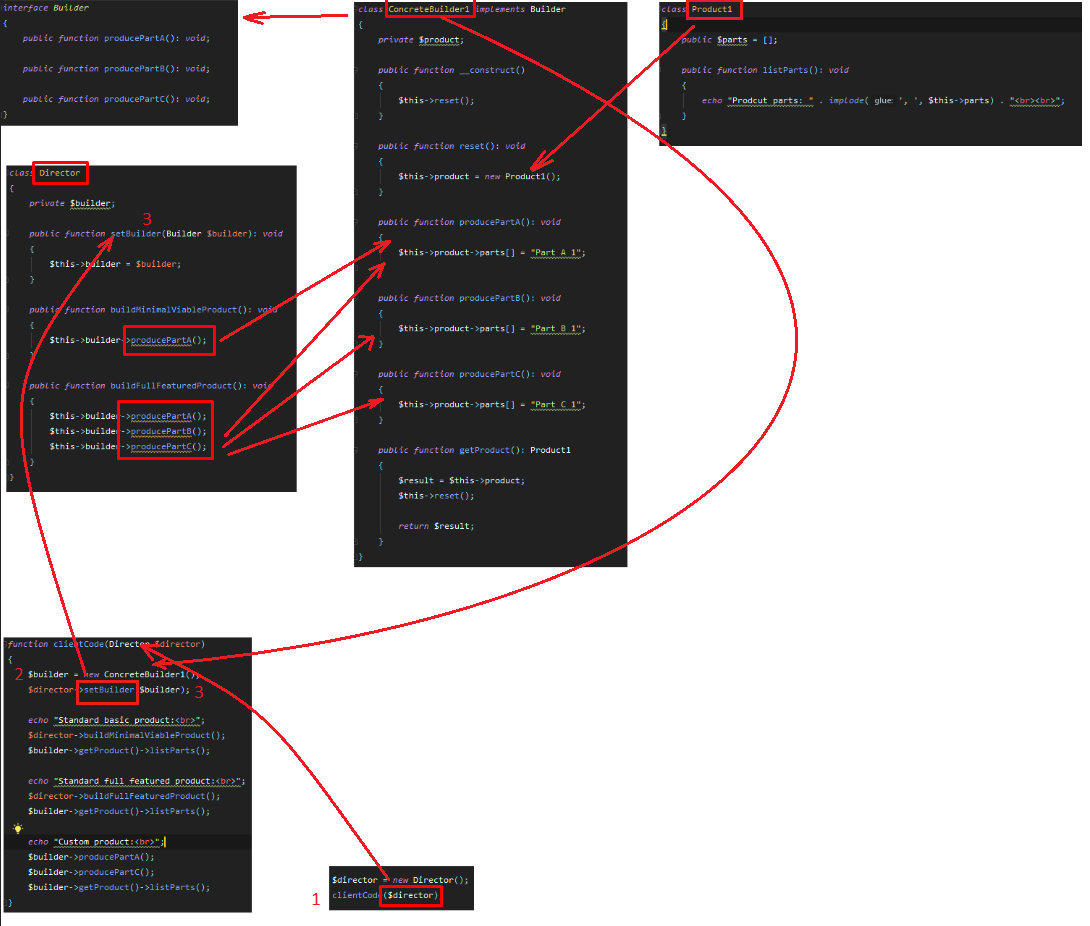 interface Builder
{
public function producePartA(): void;
public function producePartB(): void;
public function producePartC(): void;
}
class ConcreteBuilder1 implements Builder
{
private $product;
public function __construct()
{
$this->reset();
}
public function reset(): void
{
$this->product = new Product1();
}
public function producePartA(): void
{
$this->product->parts[] = "Part A 1";
}
public function producePartB(): void
{
$this->product->parts[] = "Part B 1";
}
public function producePartC(): void
{
$this->product->parts[] = "Part C 1";
}
public function getProduct(): Product1
{
$result = $this->product;
$this->reset();
return $result;
}
}
class Product1
{
public $parts = [];
public function listParts(): void
{
echo "Prodcut parts: " . implode( glue: ', ', $this->parts) . "<br><br>";
}
}
class Director
{
private $builder;
3
public function setBuilder(Builder $builder): void
{
$this->builder = $builder;
}
public function buildMinimalViableProduct(): void
{
$this->builder->producePartA();
}
public function buildFullFeaturedProduct(): void
{
$this->builder->producePartA();
$this->builder->producePartB();
$this->builder->producePartC();
}
}
function clientCode(Director $director)
{
2 $builder = new ConcreteBuilder1();
$director->setBuilder($builder); 3
echo "Standard basic product:<br>";
$director->buildMinimalViableProduct();
$builder->getProduct()->listParts();
echo "Standard full featured product:<br>";
$director->buildFullFeaturedProduct();
$builder->getProduct()->listParts();
echo "Custom product:<br>";
$builder->producePartA();
$builder->producePartC();
$builder->getProduct()->listParts();
}
$director = new Director();
1 clientCode($director)